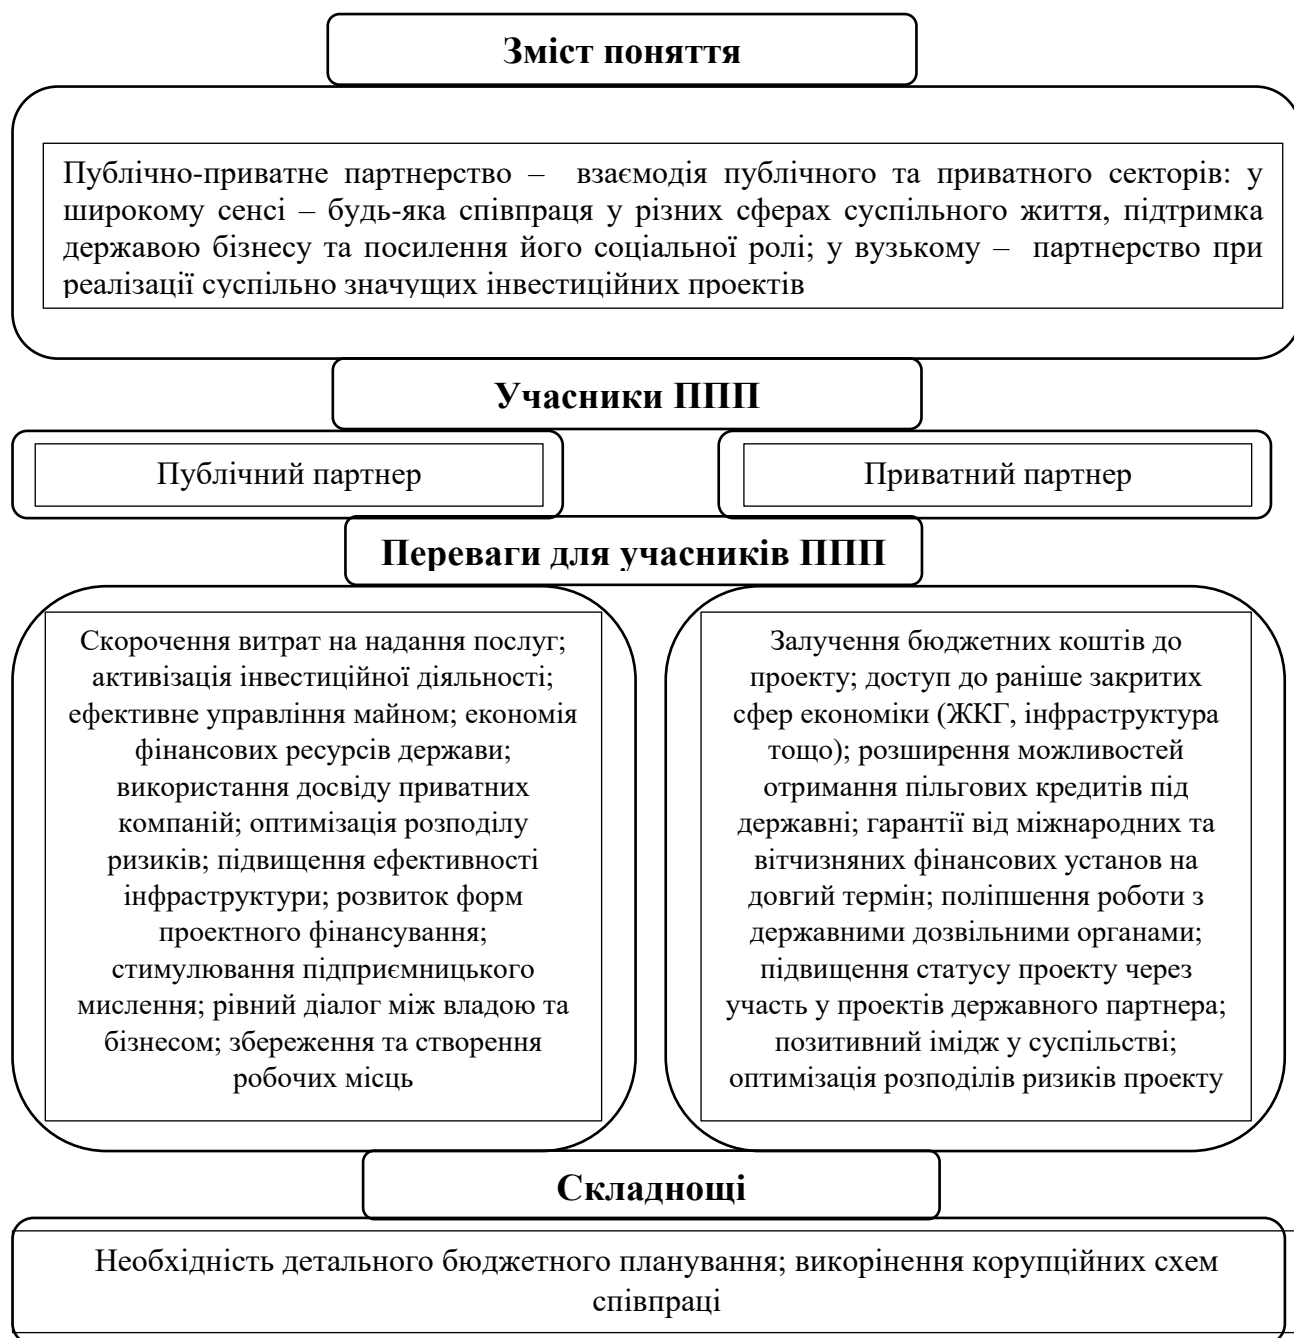 Зміст поняття
Публічно-приватне партнерство – взаємодія публічного та приватного секторів: у
широкому сенсі – будь-яка співпраця у різних сферах суспільного життя, підтримка
державою бізнесу та посилення його соціальної ролі; у вузькому – партнерство при
реалізації суспільно значущих інвестиційних проектів
Учасники ППП
Публічний партнер
Приватний партнер
Переваги для учасників ППП
Скорочення витрат на надання послуг;
активізація інвестиційної діяльності;
ефективне управління майном; економія
фінансових ресурсів держави;
використання досвіду приватних
компаній; оптимізація розподілу
ризиків; підвищення ефективності
інфраструктури; розвиток форм
проектного фінансування;
стимулювання підприємницького
мислення; рівний діалог між владою та
бізнесом; збереження та створення
робочих місць
Залучення бюджетних коштів до
проекту; доступ до раніше закритих
сфер економіки (ЖКГ, інфраструктура
тощо); розширення можливостей
отримання пільгових кредитів під
державні; гарантії від міжнародних та
вітчизняних фінансових установ на
довгий термін; поліпшення роботи з
державними дозвільними органами;
підвищення статусу проекту через
участь у проектів державного партнера;
позитивний імідж у суспільстві;
оптимізація розподілів ризиків проекту
Складнощі
Необхідність детального бюджетного планування; викорінення корупційних схем
співпраці